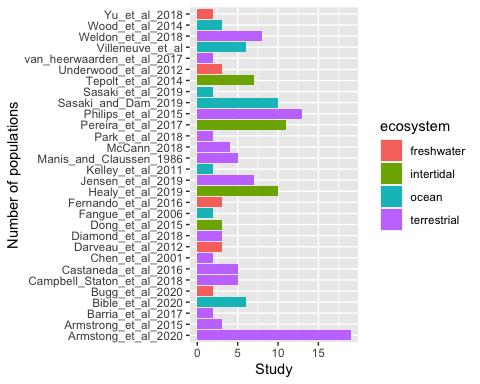 Number of populations
Yu_et_al_2018
Wood_et_al_2014
Weldon_et_al_2018
Villeneuve_et_al
van_heerwaarden_et_al_2017
Underwood_et_al_2012
Tepolt_et_al_2014
Sasaki_et_al_2019
Sasaki_and_Dam_2019
Philips_et_al_2015
Pereira_et_al_2017
Park_et_al_2018
McCann_2018
Manis_and_Claussen_1986
Kelley_et_al_2011
Jensen_et_al_2019
Healy_et_al_2019
Fernando_et_al_2016
Fangue_et_al_2006
Dong_et_al_2015
Diamond_et_al_2018
Darveau_et_al_2012
Chen_et_al_2001
Castaneda_et_al_2016
Campbell_Staton_et_al_2018
Bugg_et_al_2020
Bible_et_al_2020
Barria_et_al_2017
Armstrong_et_al_2015
Armstong_et_al_2020
0 5 10 15
Study
ecosystem
freshwater
intertidal
ocean
terrestrial